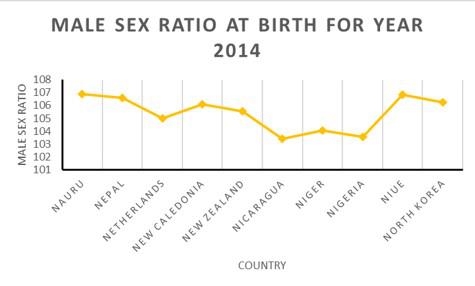 MALE SEX RATIO AT BIRTH FOR YEAR
2014
MALE SEX RATIO
108
107
106
105
104
103
102
101
NAURU
NEPAL
NETHERLANDS
NEW CALEDONIA
NEW ZEALAND
NICARAGUA
NIGER
NIGERIA
NIUE
NORTH KOREA
COUNTRY